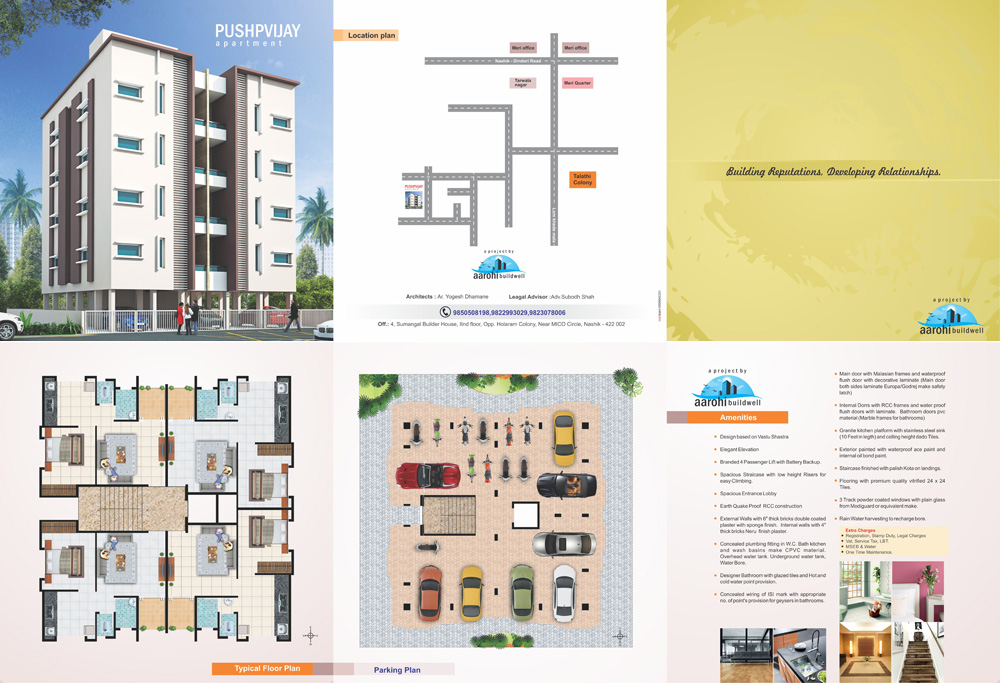 PUSHPVIJAY
apartment
Location plan
Meri office
Meri office
Nashik - Dindori Road
Tarwala
nagar
Meri Quarter
Talathi
Colony
PUSHPVIJAY
a project by
aarohi buildwell
Architects : Ar. Yogesh Dhamane
Leagal Advisor :Adv.Subodh Shah
9850508198,9822993029,9823078006
Off.: 4, Sumangal Builder House, IInd floor, Opp. Holaram Colony, Near MICO Circle, Nashik - 422 002
Building Reputations, Developing Relationships.
a project by
aarohi buildwell
Typical Floor Plan
Parking Plan
a project by
aarohi buildwell
Amenities
Design based on Vastu Shastra
Elegant Elevation
Branded 4 Passenger Lift with Battery Backup.
Spacious Straicase with low height Risers for
easy Climbing.
Spacious Entrance Lobby
Earth Quake Proof RCC construction
External Walls with 6" thick bricks double coated
plaster with sponge finish. Internal walls with 4"
thick bricks Neru finish plaster.
Concealed plumbing fitting in W.C. Bath kitchen
and wash basins make CPVC material.
Overhead water tank. Underground water tank,
Water Bore.
Designer Bathroom with glazed tiles and Hot and
cold water point provision.
Concealed wiring of ISI mark with appropriate
no. of point's provision for geysers in bathrooms.
Main door with Malasian frames and waterproof
flush door with decorative laminate (Main door
both sides laminate Europa/Godrej make safety
latch)
Internal Dorrs with RCC frames and water proof
flush doors with laminate. Bathroom doors pvc
material (Marble frames for bathrooms)
Granite kitchen platform with stainless steel sink
(10 Feet in legth) and ceiling height dado Tiles.
Exterior painted with waterproof ace paint and
internal oil bond paint.
Staircase finished with palish Kota on landings.
Flooring with premium quality vitrified 24 x 24
Tiles.
3 Track powder coated windows with plain glass
from Modiguard or equivalent make.
Rain Water harvesting to recharge bore.
Extra Charges
Registration, Stamp Duty, Legal Charges
Vat, Service Tax, LBT.
MSEB & Water
One Time Maintenance.